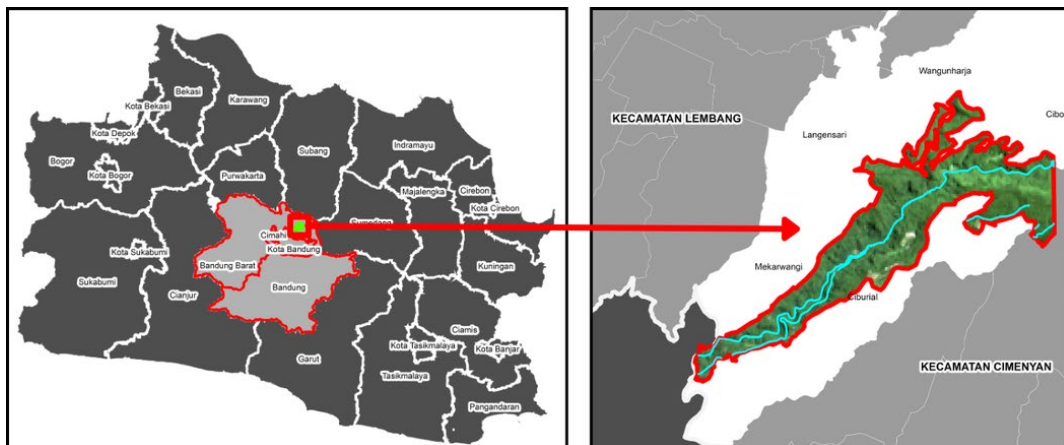 Bekasi
Kota Bekasi
Karawang
Kota Depok
Subang
Indramayu
Bogor
Kota Bogor
Purwakarta
Majalengka
Cirebon
Kota Cirebon
Sumedang
Cimahi
Kota Sukabumi
Kota Bandung
Bandung Barat
Kuningan
Sukabumi
Cianjur
Bandung
Ciamis
Garut
Kota Tasikmalaya
Kota Banjar
Tasikmalaya
Pangandaran
Wangunharja
KECAMATAN LEMBANG
Cibo
Langensari
Mekarwangi
Ciburial
KECAMATAN CIMENYAN